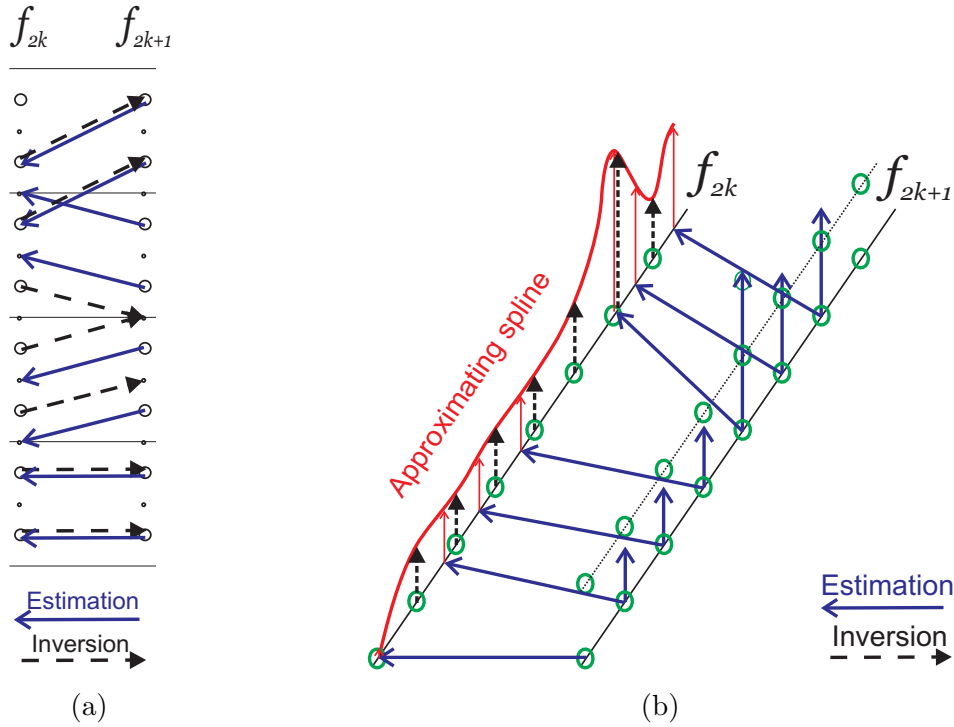 f2k f2k+1
Estimation
Inversion
(a)
f2k
f2k+1
Approximating spline
Estimation
Inversion
(b)